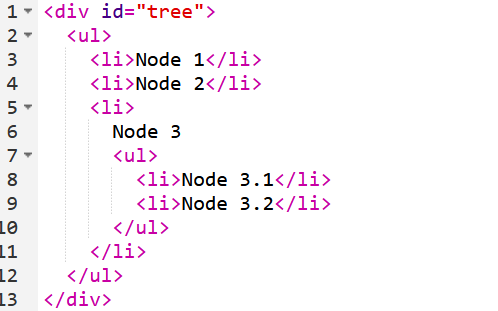 1 <div id="tree">
2   <ul>
3     <li>Node 1</li>
4     <li>Node 2</li>
5     <li>
6       Node 3
7       <ul>
8         <li>Node 3.1</li>
9         <li>Node 3.2</li>
10       </ul>
11     </li>
12   </ul>
13 </div>